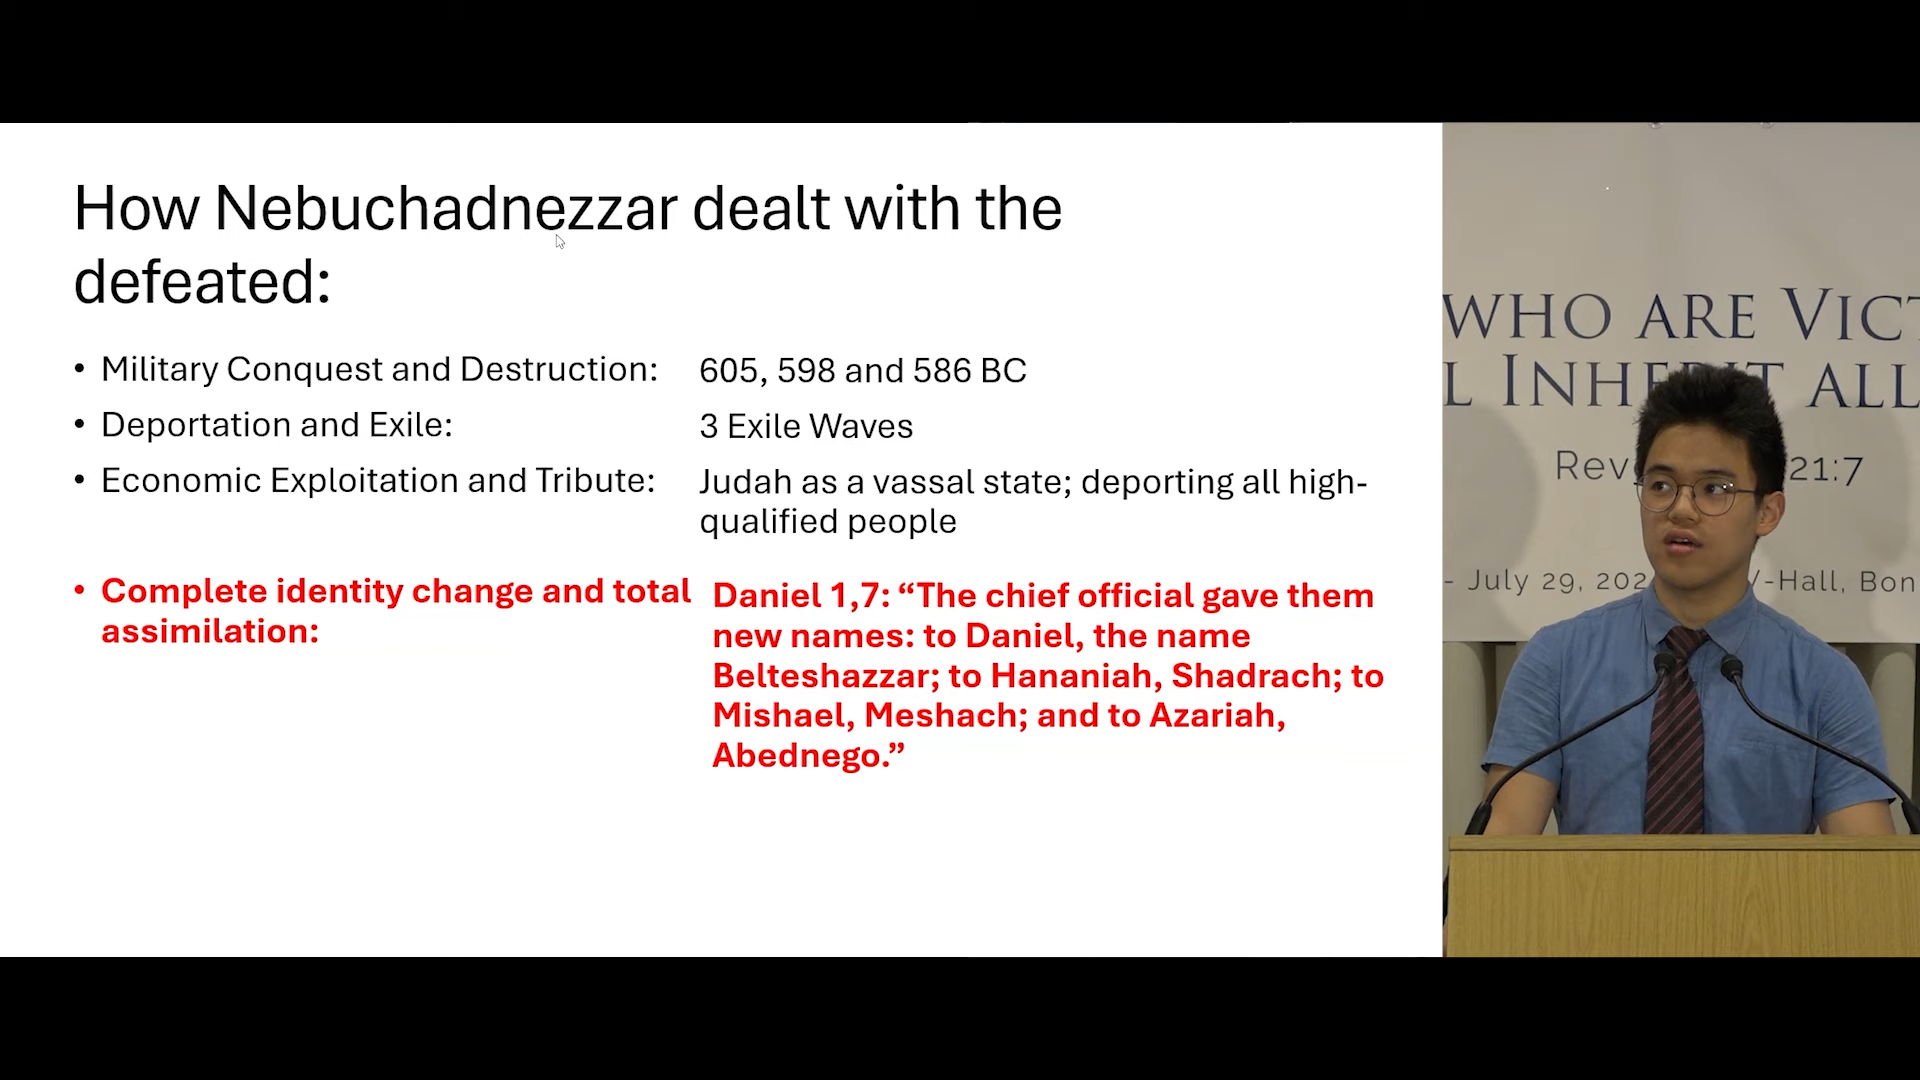 How Nebuchadnezzar dealt with the
defeated:
• Military Conquest and Destruction: 605, 598 and 586 BC
• Deportation and Exile: 3 Exile Waves
• Economic Exploitation and Tribute: Judah as a vassal state; deporting all high-
qualified people
• Complete identity change and total
assimilation:
Daniel 1,7: “The chief official gave them
new names: to Daniel, the name
Belteshazzar; to Hananiah, Shadrach; to
Mishael, Meshach; and to Azariah,
Abednego.”
WHO ARE VICT
L INHERIT ALL
Rev 21:7
- July 29, 202 -Hall, Bon